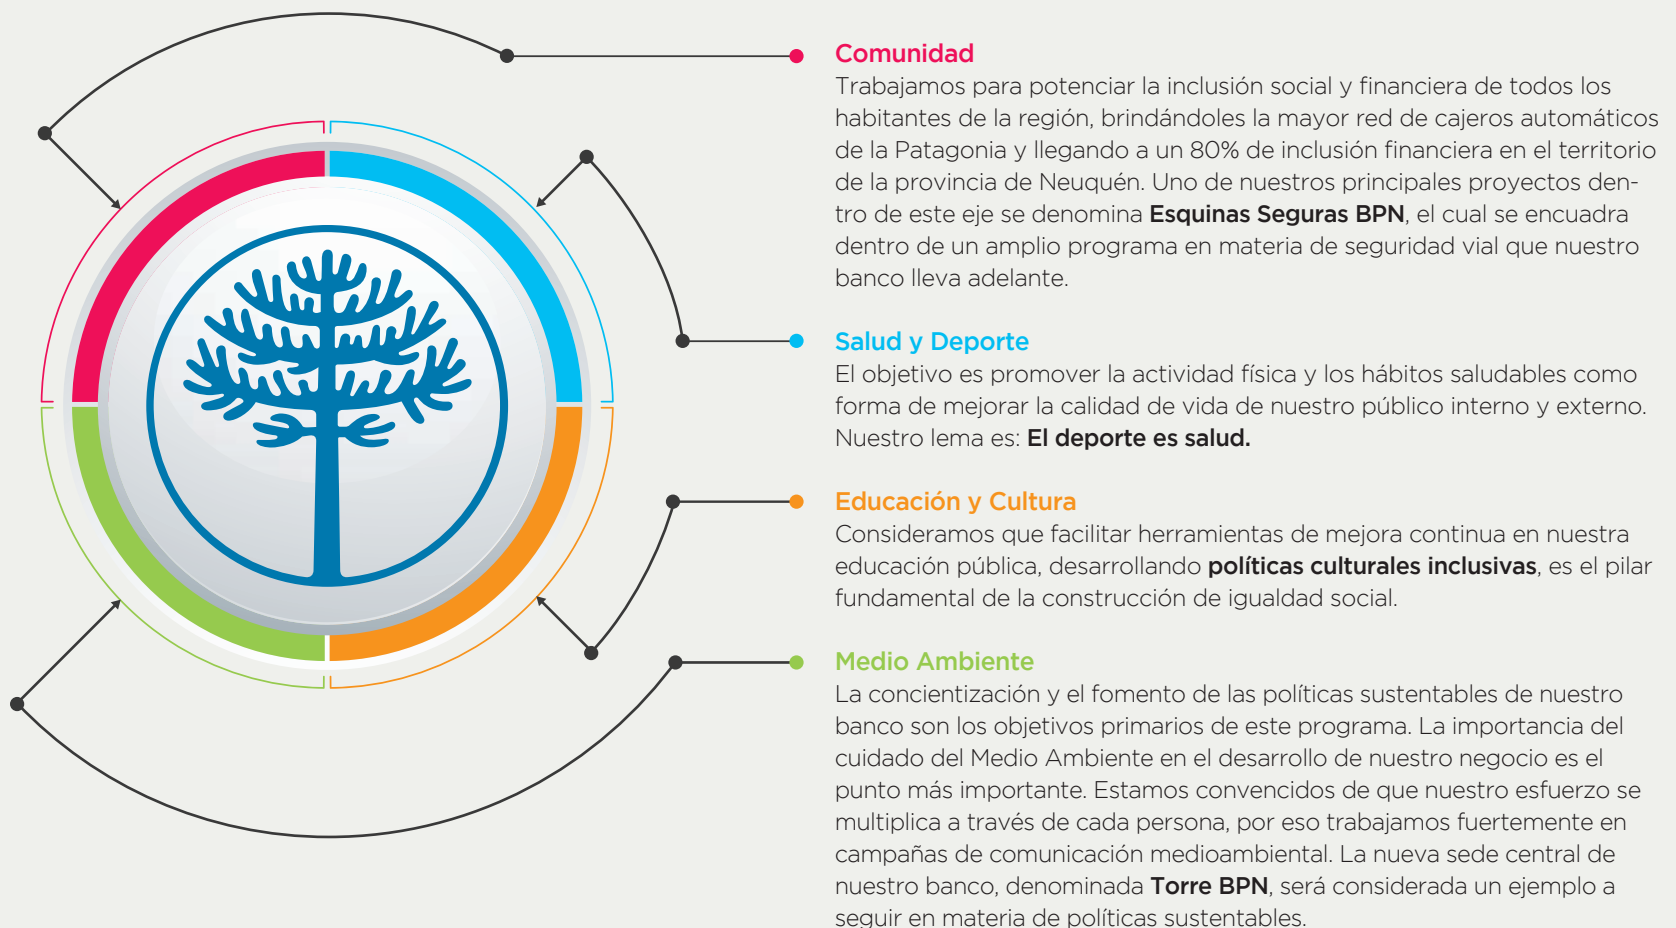 Comunidad
Trabajamos para potenciar la inclusión social y financiera de todos los
habitantes de la región, brindándoles la mayor red de cajeros automáticos
de la Patagonia y llegando a un 80% de inclusión financiera en el territorio
de la provincia de Neuquén. Uno de nuestros principales proyectos den-
tro de este eje se denomina Esquinas Seguras BPN, el cual se encuadra
dentro de un amplio programa en materia de seguridad vial que nuestro
banco lleva adelante.
Salud y Deporte
El objetivo es promover la actividad física y los hábitos saludables como
forma de mejorar la calidad de vida de nuestro público interno y externo.
Nuestro lema es: El deporte es salud.
Educación y Cultura
Consideramos que facilitar herramientas de mejora continua en nuestra
educación pública, desarrollando políticas culturales inclusivas, es el pilar
fundamental de la construcción de igualdad social.
Medio Ambiente
La concientización y el fomento de las políticas sustentables de nuestro
banco son los objetivos primarios de este programa. La importancia del
cuidado del Medio Ambiente en el desarrollo de nuestro negocio es el
punto más importante. Estamos convencidos de que nuestro esfuerzo se
multiplica a través de cada persona, por eso trabajamos fuertemente en
campañas de comunicación medioambiental. La nueva sede central de
nuestro banco, denominada Torre BPN, será considerada un ejemplo a
seguir en materia de políticas sustentables.